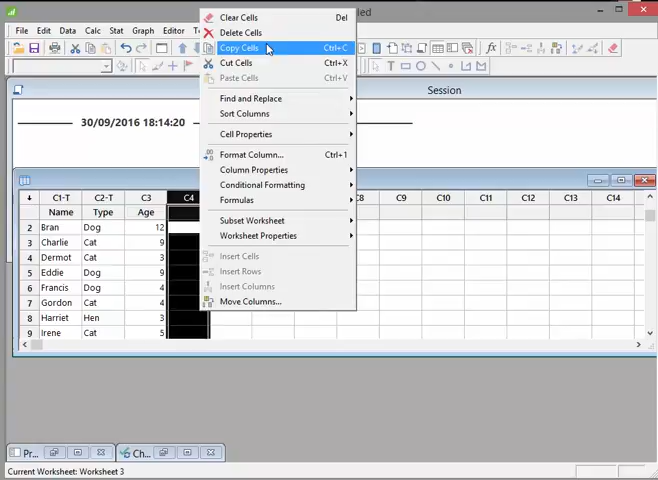 led
File Edit Data Calc Stat Graph Editor To
Clear Cells Del
Delete Cells
Copy Cells Ctrl+C
Cut Cells Ctrl+X
Paste Cells Ctrl+V
Find and Replace
Sort Columns
Cell Properties
Format Column... Ctrl+1
Column Properties
Conditional Formatting
Formulas
Subset Worksheet
Worksheet Properties
Insert Cells
Insert Rows
Insert Columns
Move Columns...
Session
30/09/2016 18:14:20
C1-T C2-T C3 C4 C8 C9 C10 C11 C12 C13 C14
Name Type Age
2 Bran Dog 12
3 Charlie Cat 9
4 Dermot Cat 3
5 Eddie Dog 9
6 Francis Dog 4
7 Gordon Cat 4
8 Harriet Hen 3
9 Irene Cat 5
Pr... Ch...
Current Worksheet: Worksheet 3